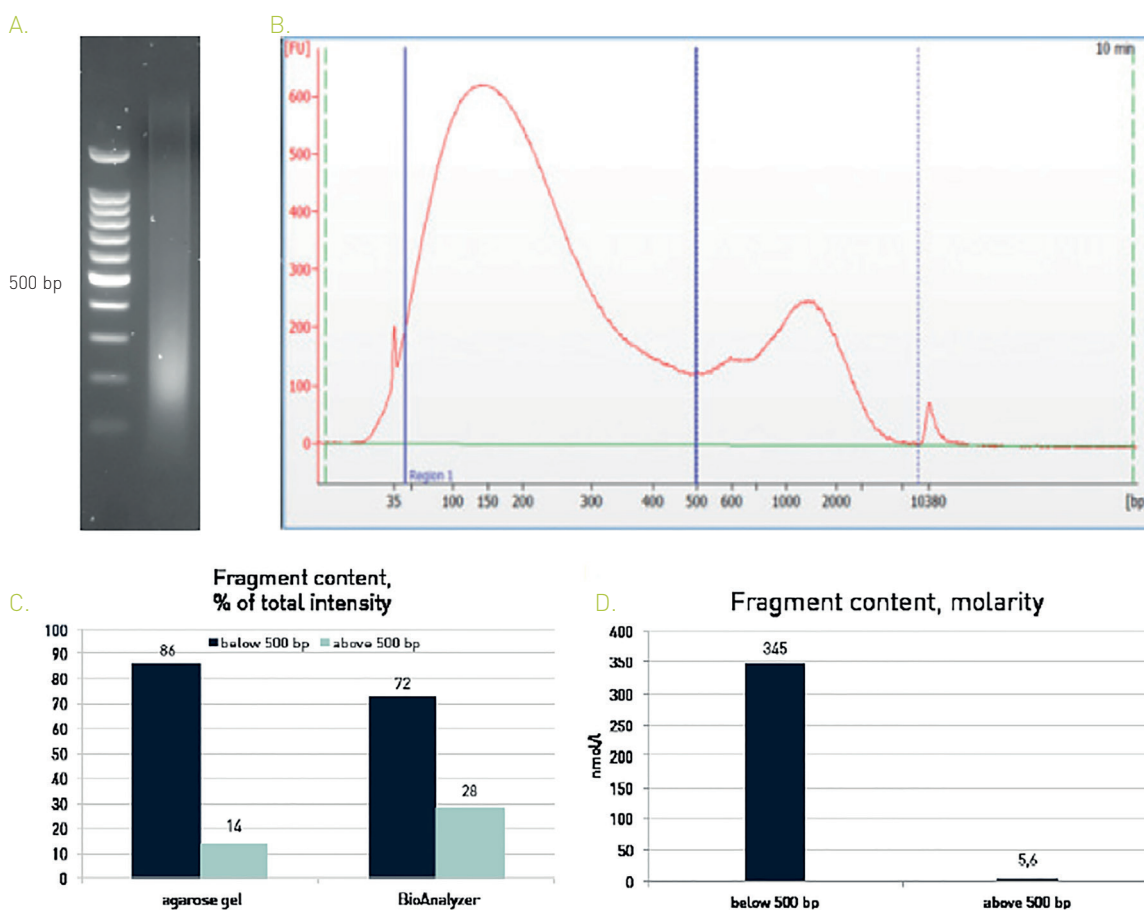 A.
500 bp
B.
[FU]
10 min
600
500
400
300
200
100
0
Region 1
35 100 150 200 300 400 500 600 1000 2000 10380 [bp
C.
Fragment content,
% of total intensity
below 500 bp above 500 bp
100
90
80
70
60
50
40
30
20
10
0
86
14
72
28
agarose gel BioAnalyzer
D.
Fragment content, molarity
nmol/l
400
350
300
250
200
150
100
50
0
345
5,6
below 500 bp above 500 bp